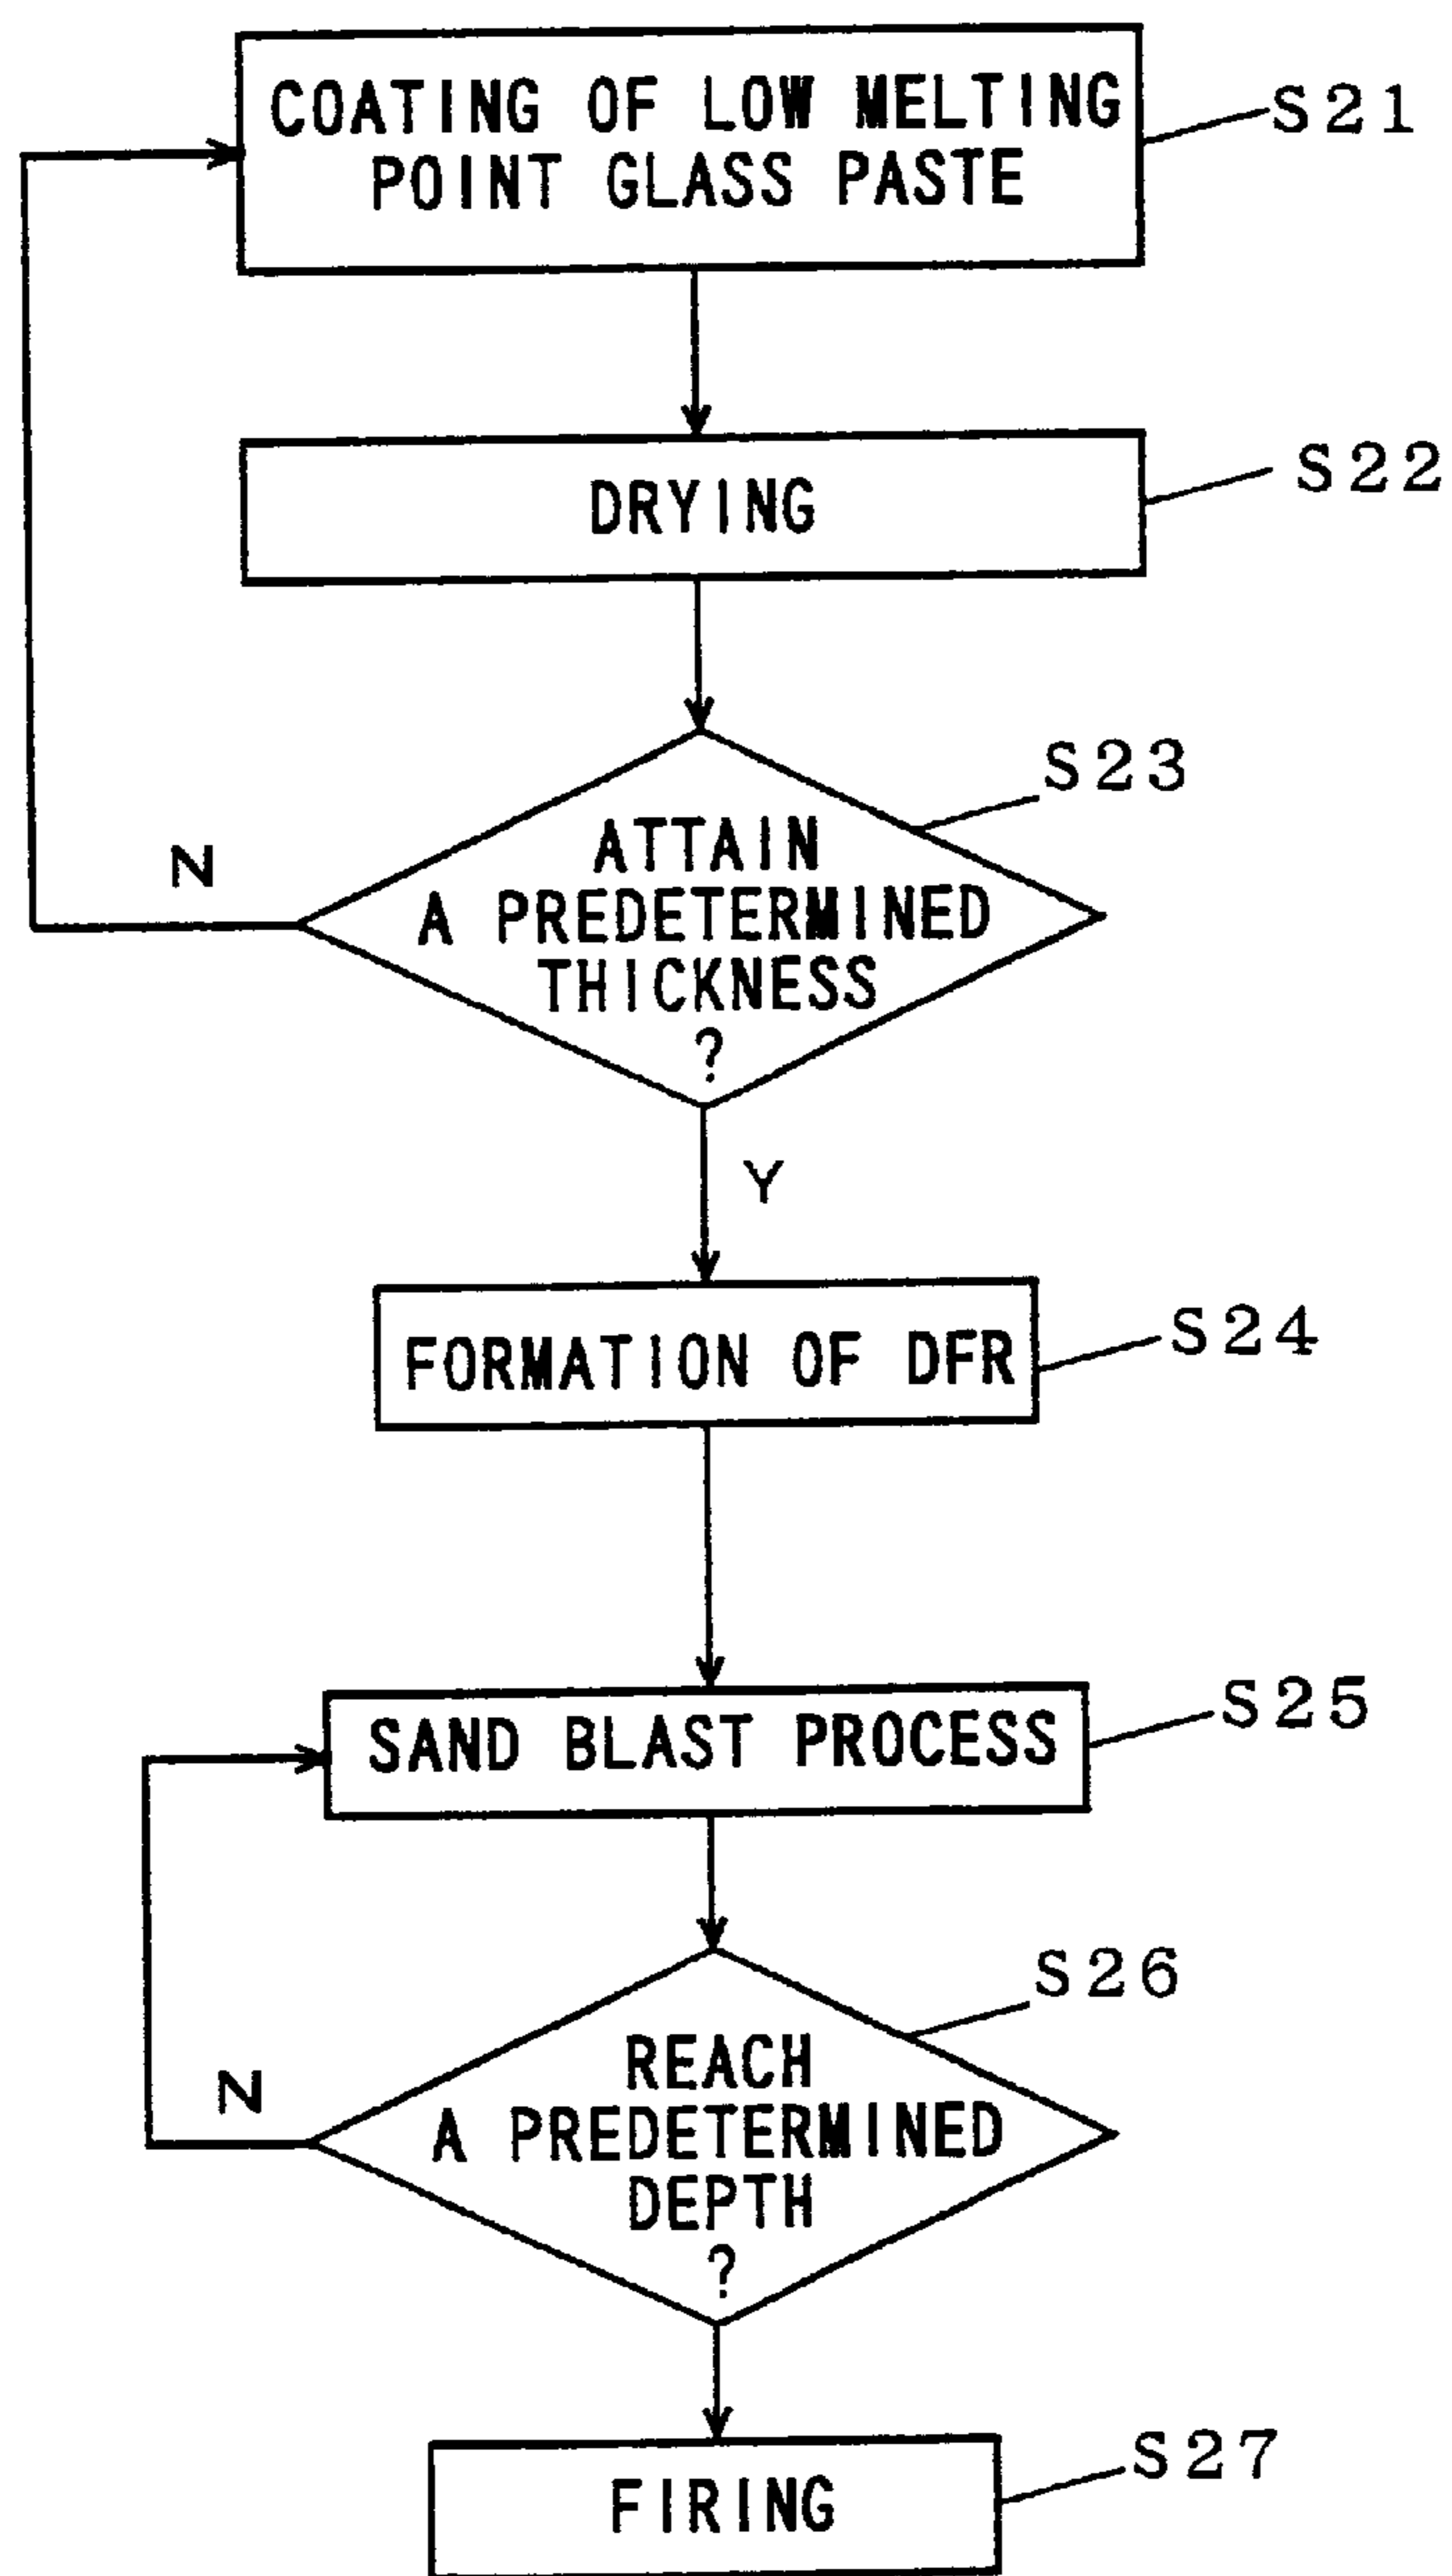 COATING OF LOW MELTING
POINT GLASS PASTE
S21
DRYING
S22
S23
ATTAIN
A PREDETERMINED
THICKNESS
?
N
Y
FORMATION OF DFR
S24
SAND BLAST PROCESS
S25
S26
REACH
A PREDETERMINED
DEPTH
?
N
FIRING
S27